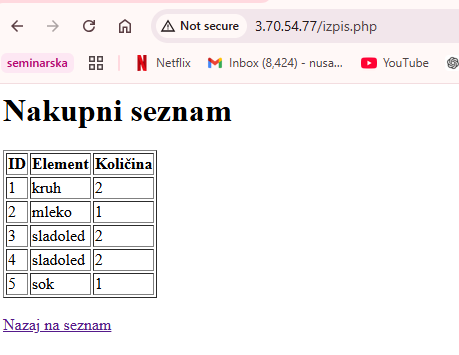 Not secure 3.70.54.77/izpis.php
seminarska Netflix Inbox (8,424) - nusa... YouTube
Nakupni seznam
ID Element Količina
1 kruh 2
2 mleko 1
3 sladoled 2
4 sladoled 2
5 sok 1
Nazaj na seznam